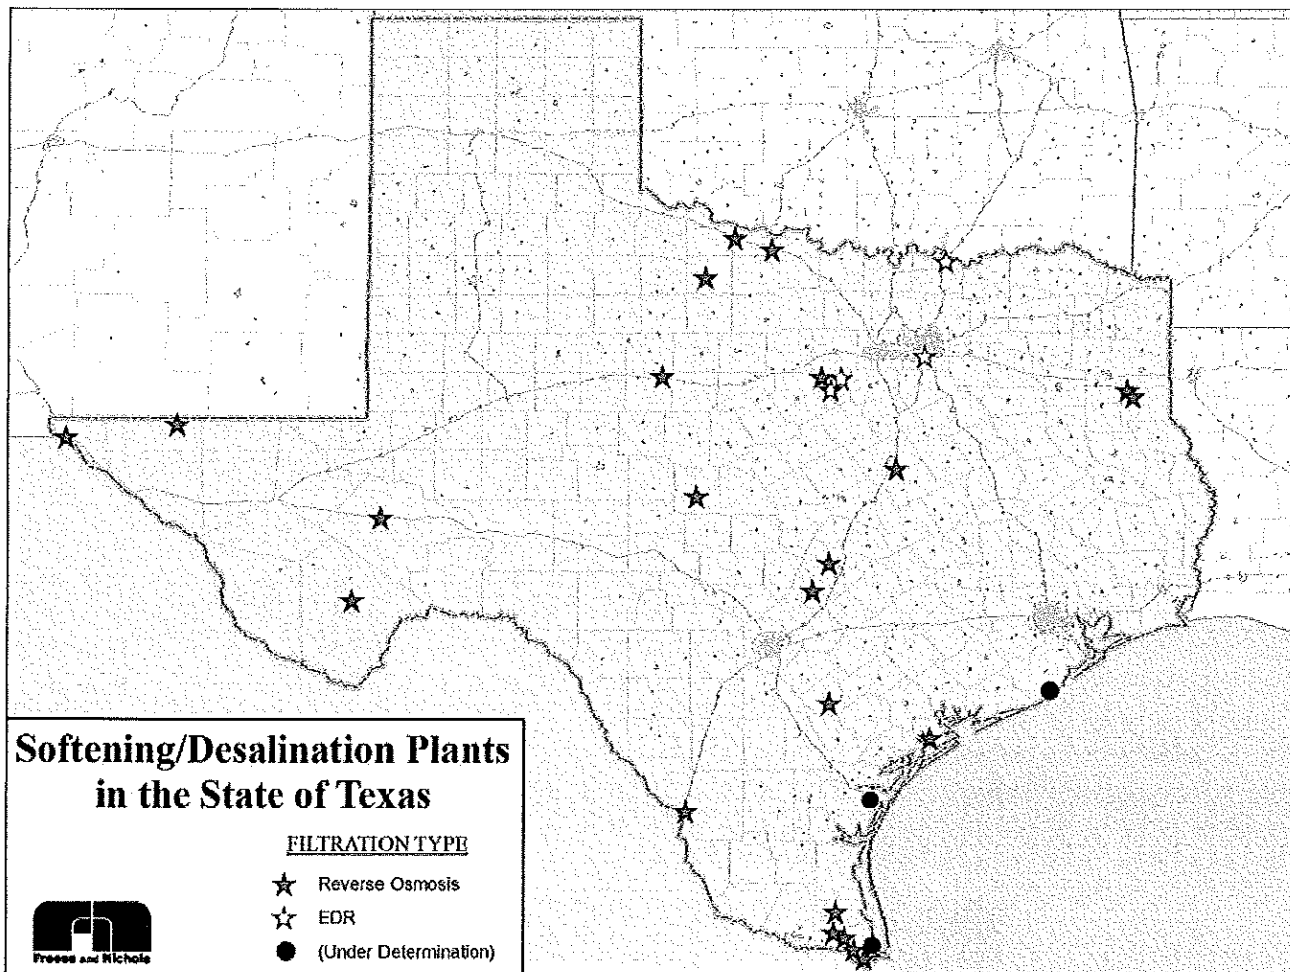 Softening/Desalination Plants
in the State of Texas
FILTRATION TYPE
Reverse Osmosis
EDR
(Under Determination)
Freese and Nichols